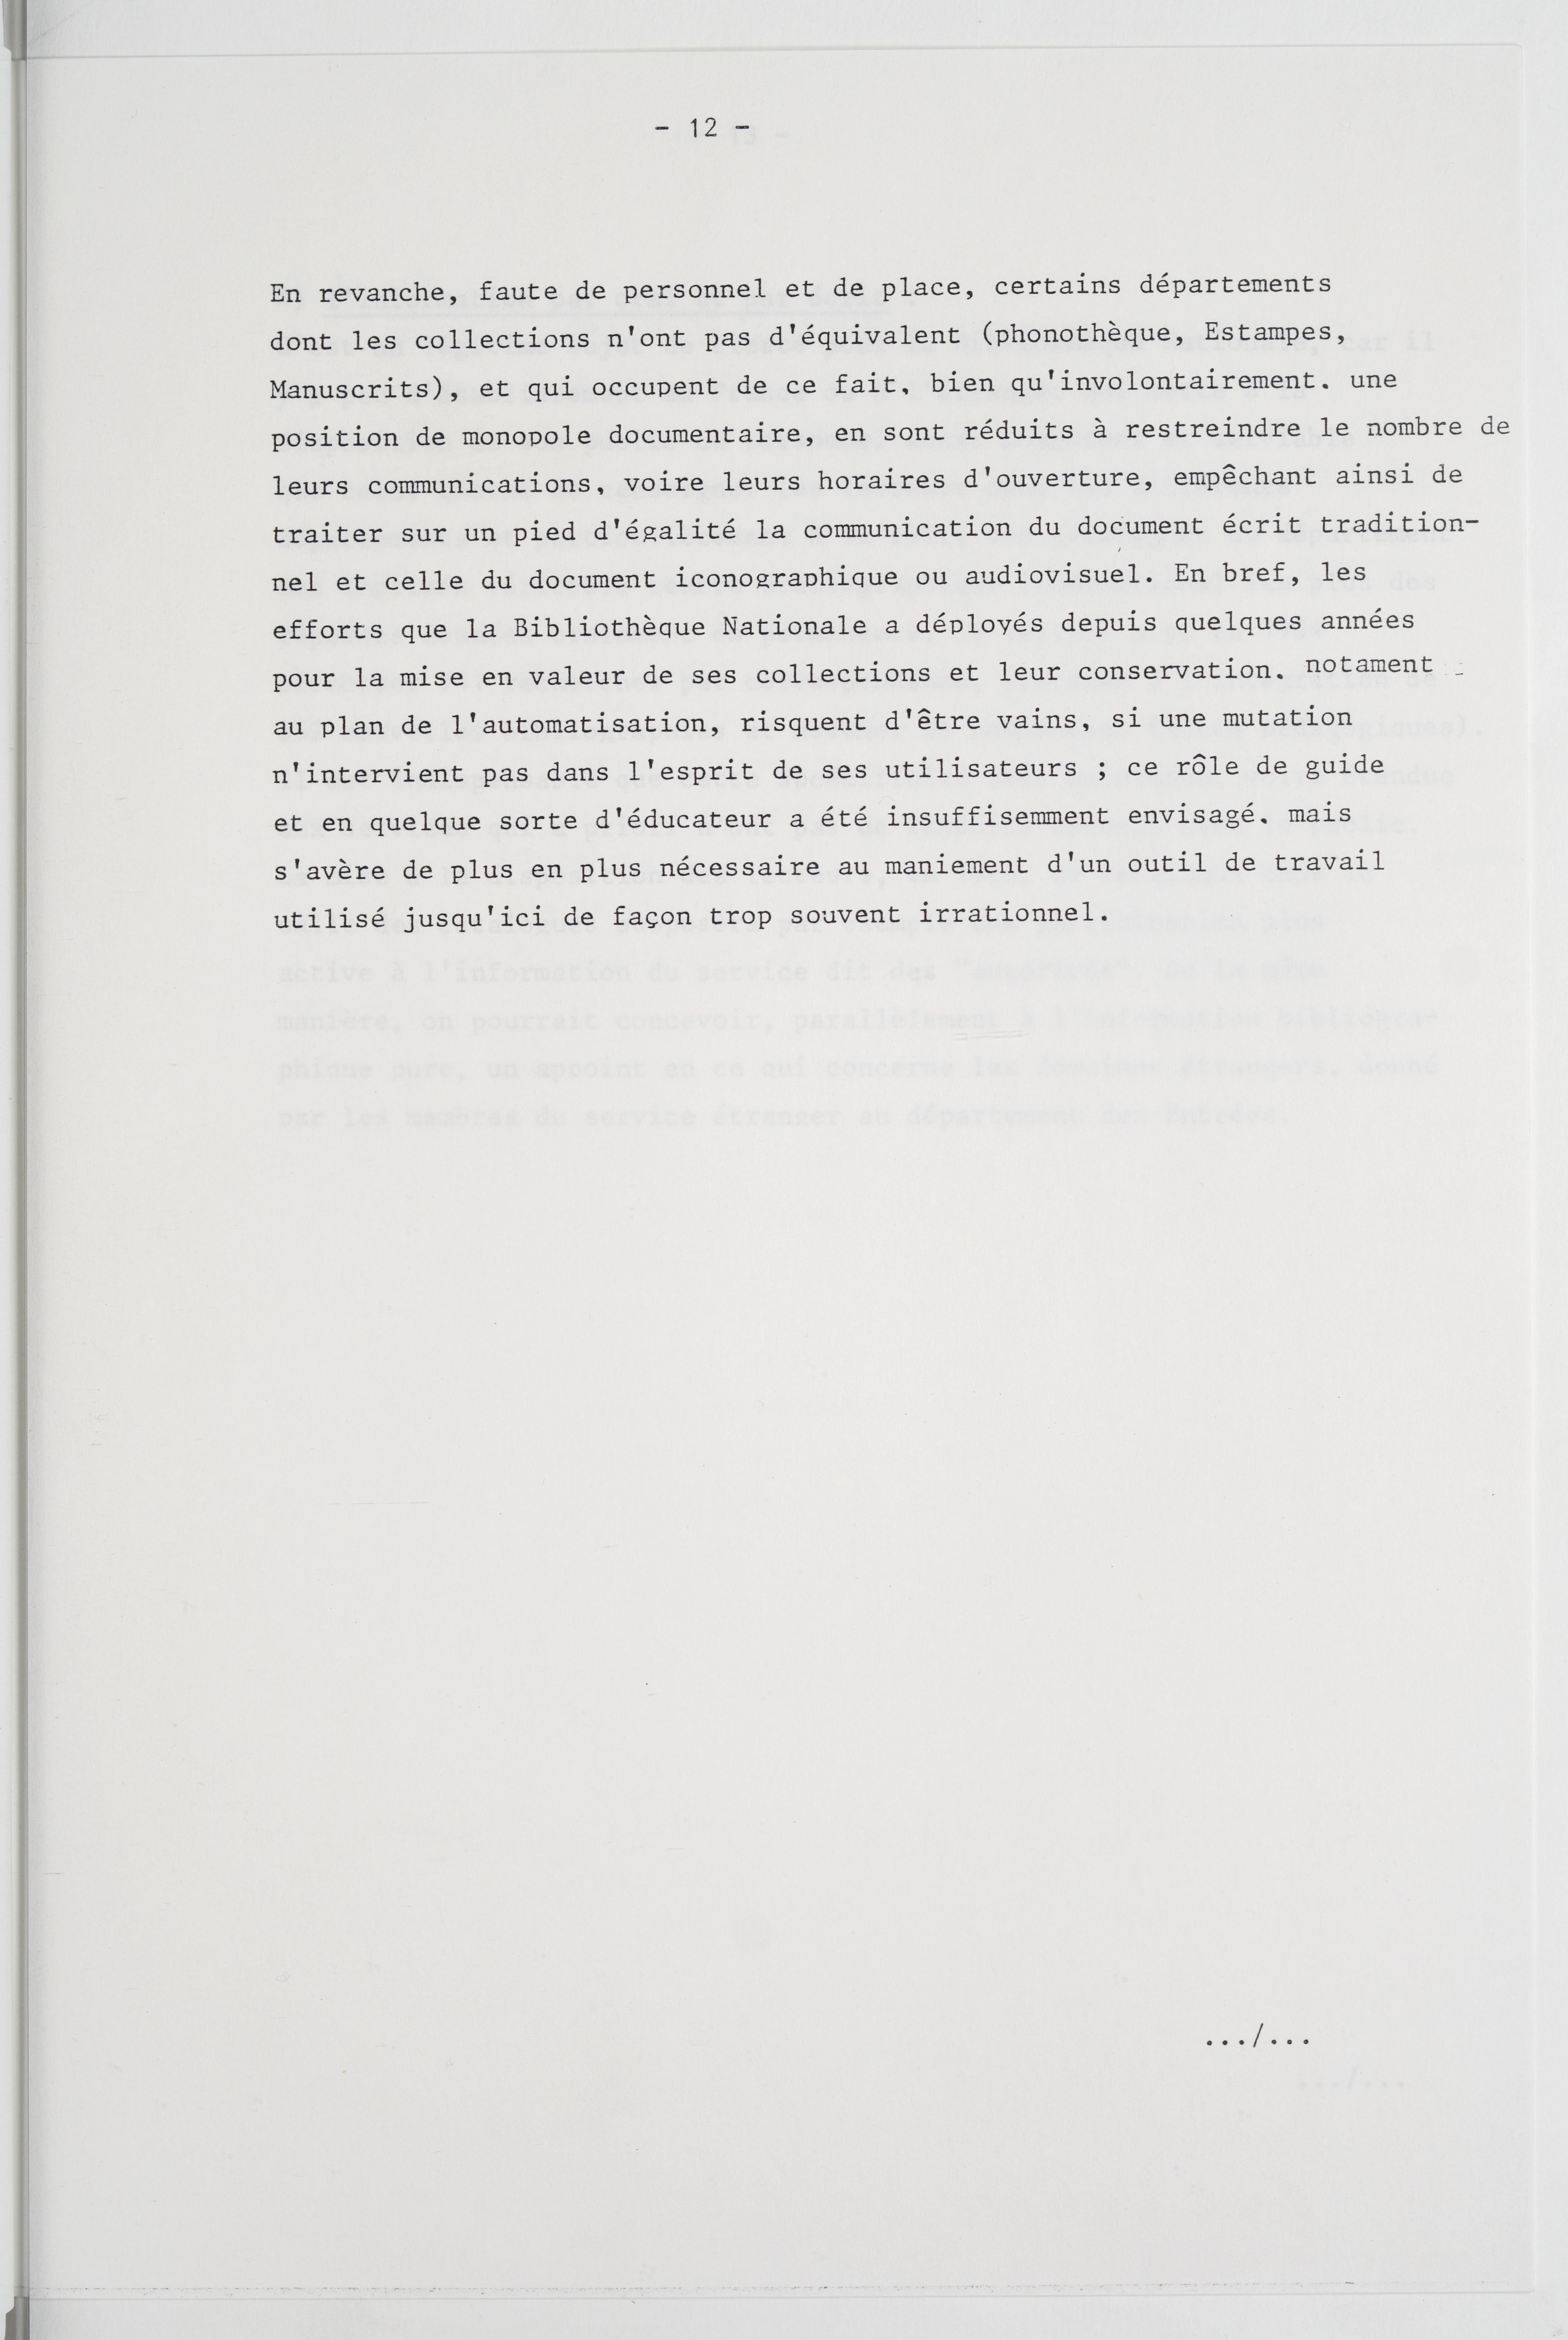 - 12 -
En revanche, faute de personnel et de place, certains départements
dont les collections n'ont pas d'équivalent (phonothèque, Estampes,
Manuscrits), et qui occupent de ce fait, bien qu'involontairement. une
position de monopole documentaire, en sont réduits à restreindre le nombre de
leurs communications, voire leurs horaires d'ouverture, empêchant ainsi de
traiter sur un pied d'égalité la communication du document écrit tradition-
nel et celle du document iconographique ou audiovisuel. En bref, les
efforts que la Bibliothèque Nationale a déployés depuis quelques années
pour la mise en valeur de ses collections et leur conservation. notament
au plan de l'automatisation, risquent d'être vains, si une mutation
n'intervient pas dans l'esprit de ses utilisateurs ; ce rôle de guide
et en quelque sorte d'éducateur a été insuffisemment envisagé. mais
s'avère de plus en plus nécessaire au maniement d'un outil de travail
utilisé jusqu'ici de façon trop souvent irrationnel.
.../...